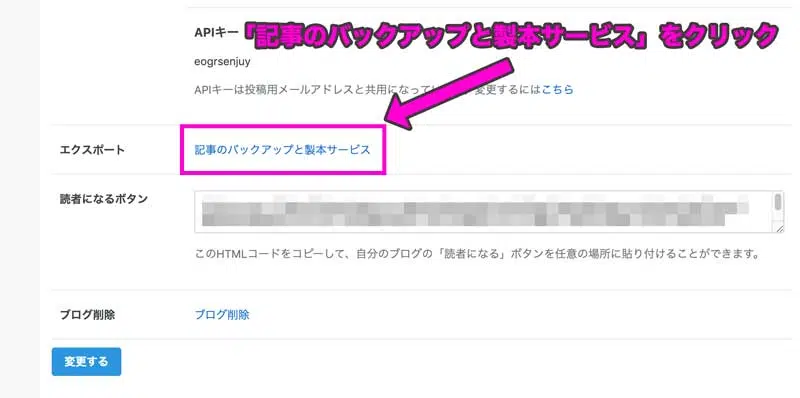 APIキー
「記事のバックアップと製本サービス」をクリック
eogrsenjuy
APIキーは投稿用メールアドレスと共用になってい 変更するにはこちら
エクスポート
記事のバックアップと製本サービス
読者になるボタン
このHTMLコードをコピーして、自分のブログの「読者になる」ボタンを任意の場所に貼り付けることができます。
ブログ削除
ブログ削除
変更する